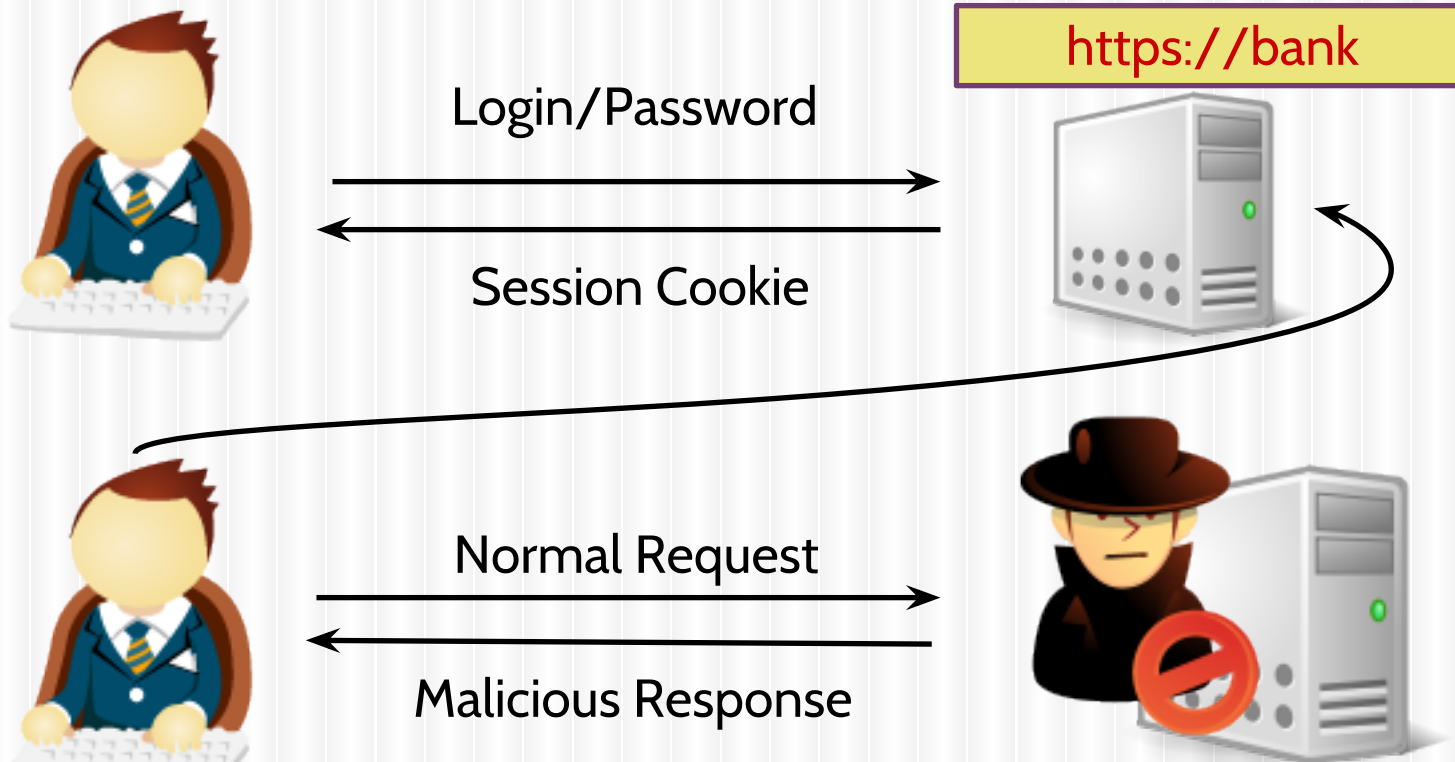 https://bank
Login/Password
Session Cookie
Normal Request
Malicious Response